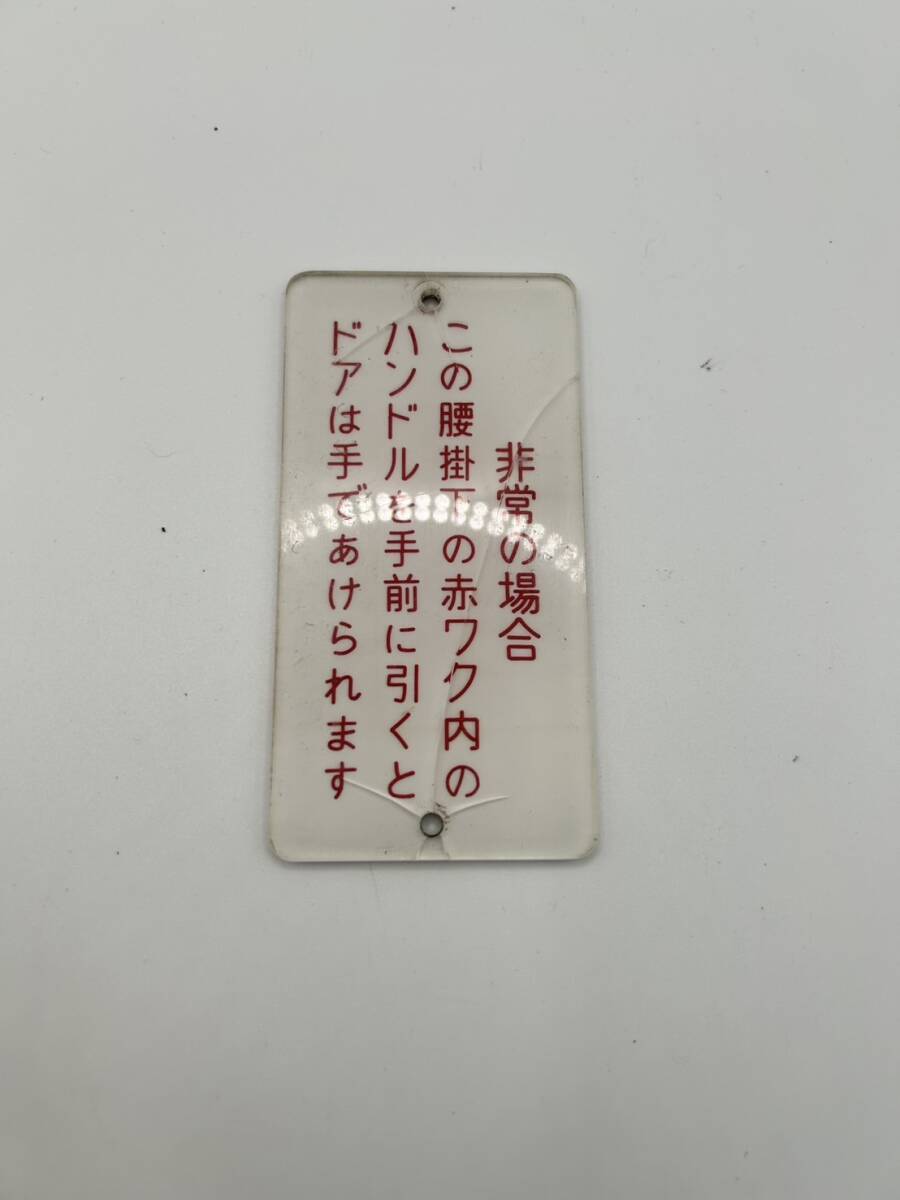 非常の場合
この腰掛下の赤ワク内の
ハンドルを手前に引くと
ドアは手であけられます